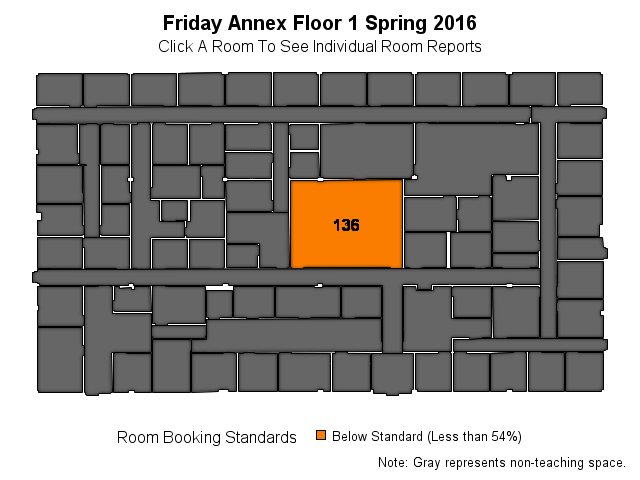 Friday Annex Floor 1 Spring 2016
Click A Room To See Individual Room Reports
136
Room Booking Standards
Below Standard (Less than 54%)
Note: Gray represents non-teaching space.